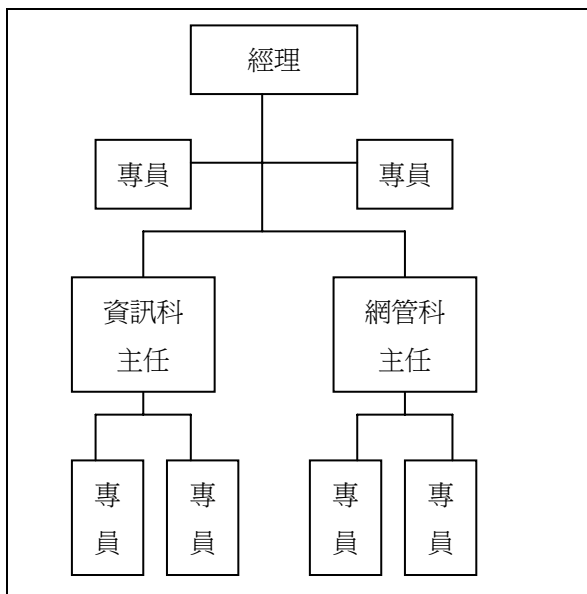 經理
專員 專員
資訊科 網管科
主任 主任
專 專 專 專
員 員 員 員